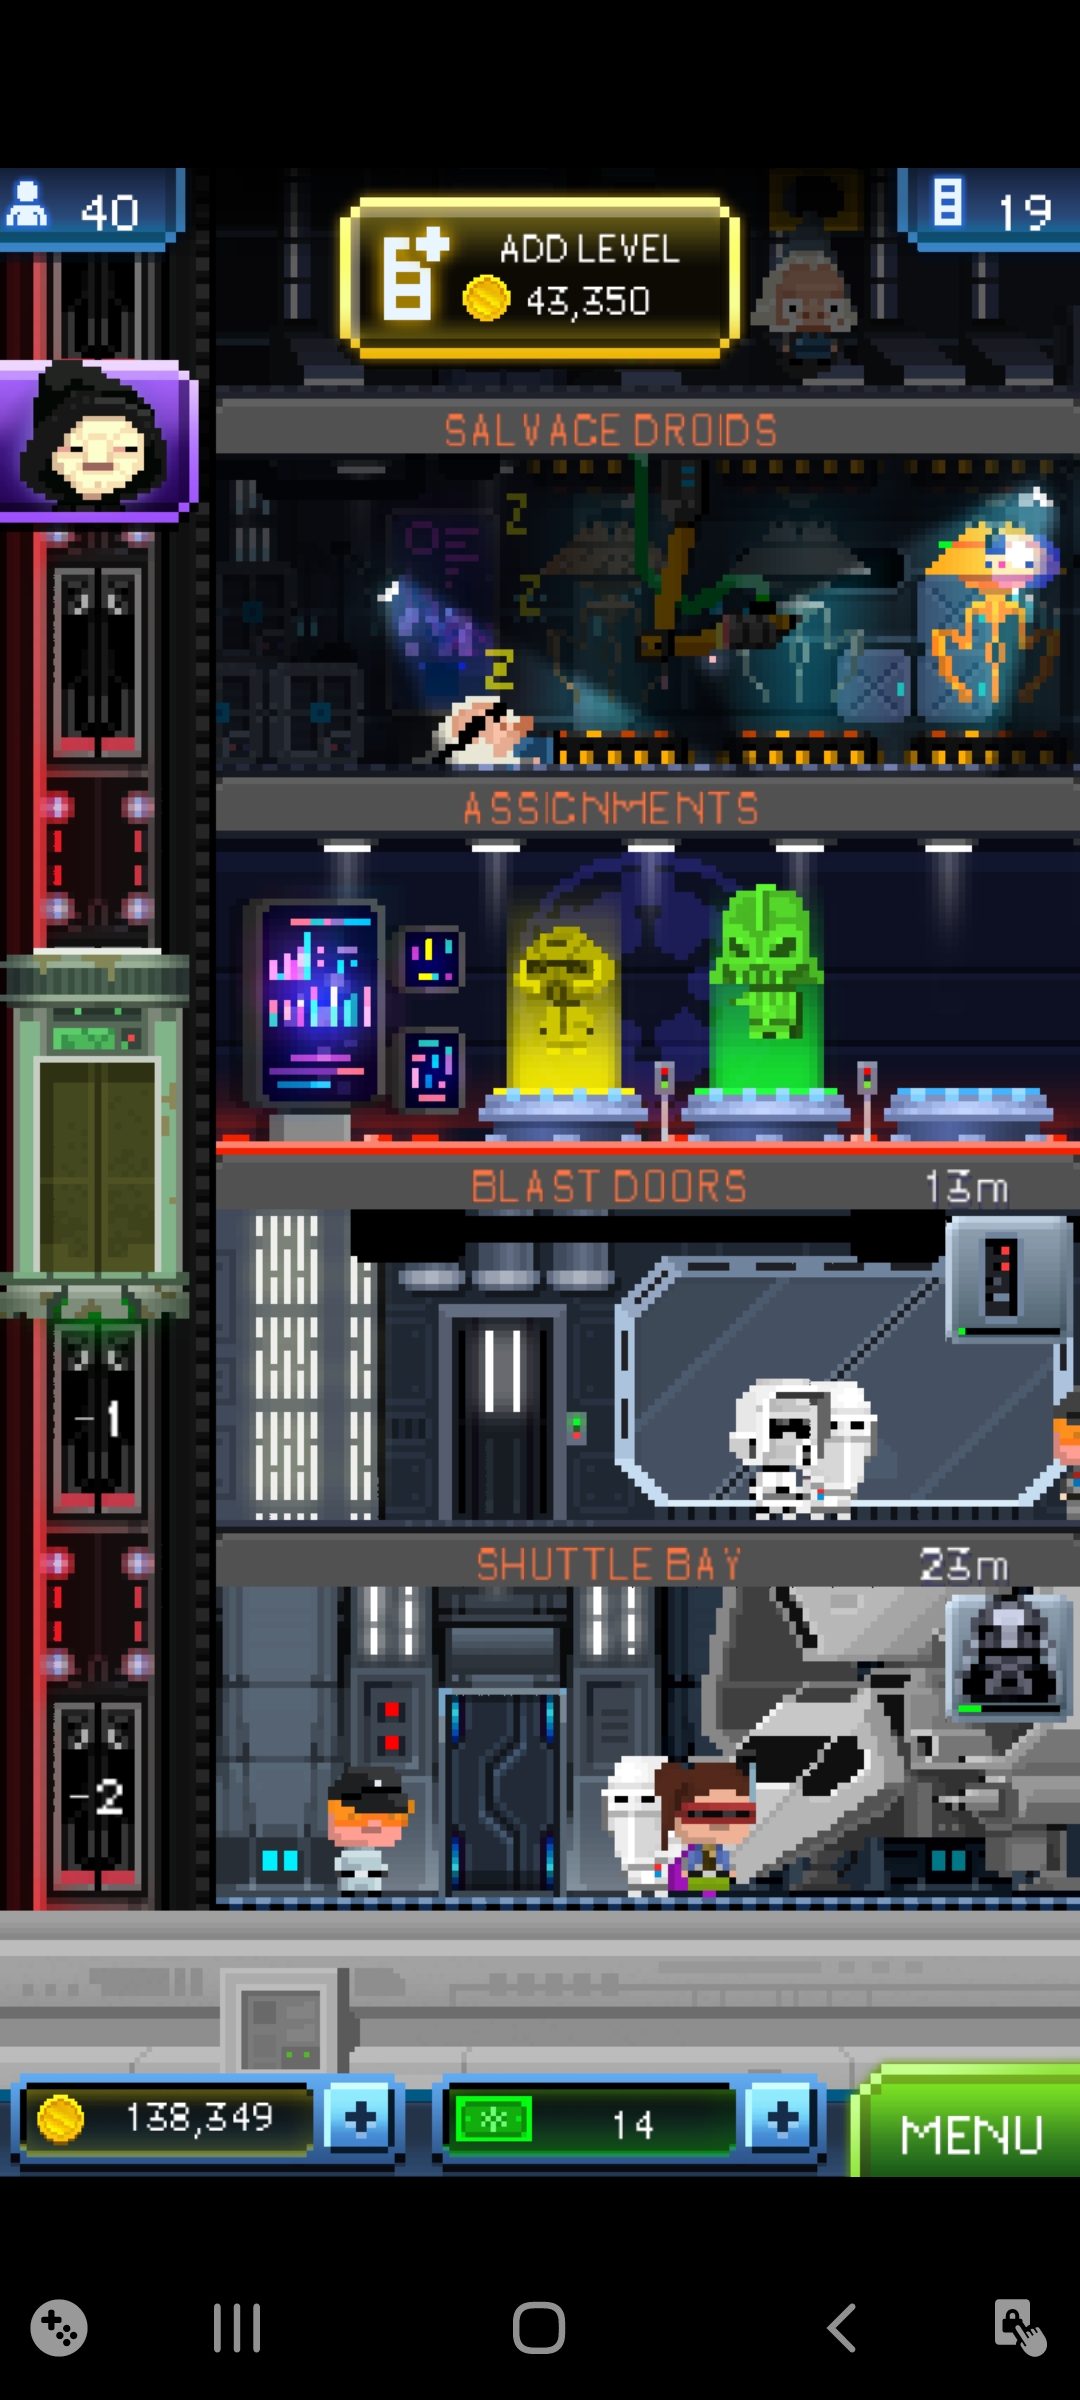 40
19
ADD LEVEL
43,350
SALVAGE DROIDS
Z
Z
Z
ASSIGNMENTS
BLAST DOORS 13m
-1
SHUTTLE BAY 23m
-2
138,349
14
MENU